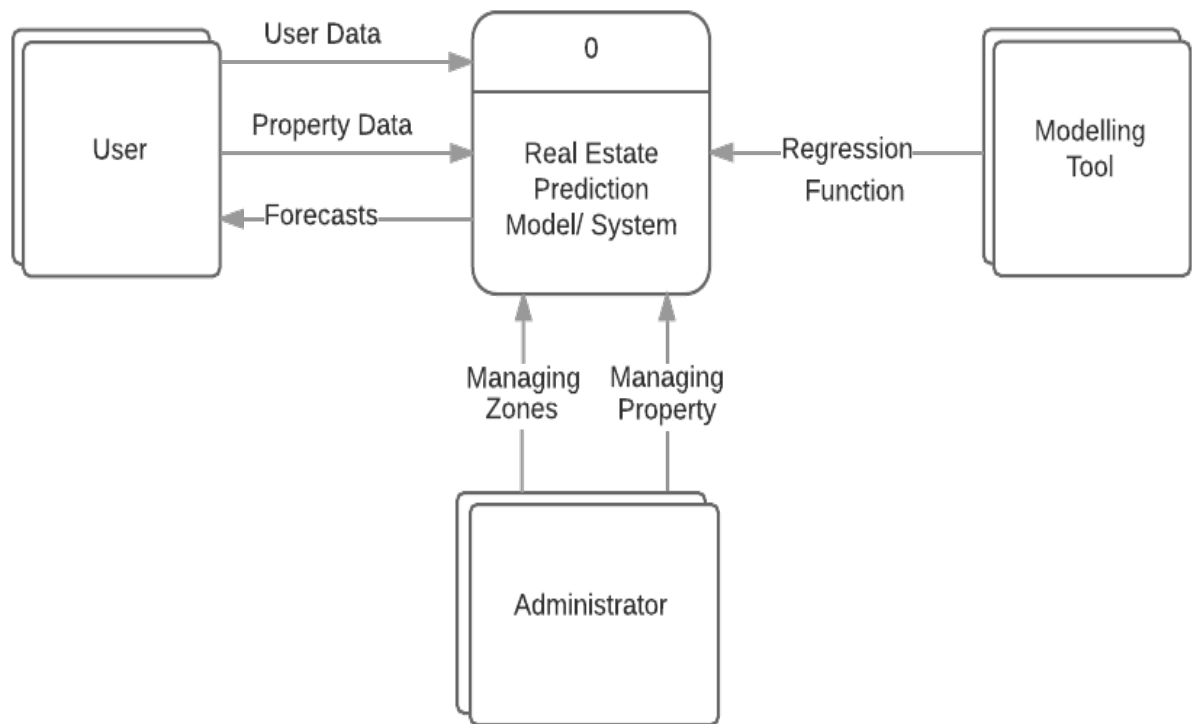 User Data
0
User
Property Data
Forecasts
Real Estate
Prediction
Model/ System
Regression
Function
Modelling
Tool
Managing
Zones
Managing
Property
Administrator